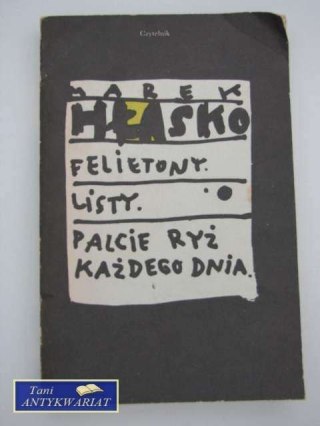 Czytelnik
MAREK
HŁASKO
FELIETONY.
LISTY.
PALCIE RYŻ
KAŻDEGO DNIA.
Tani
ANTYKWARIAT